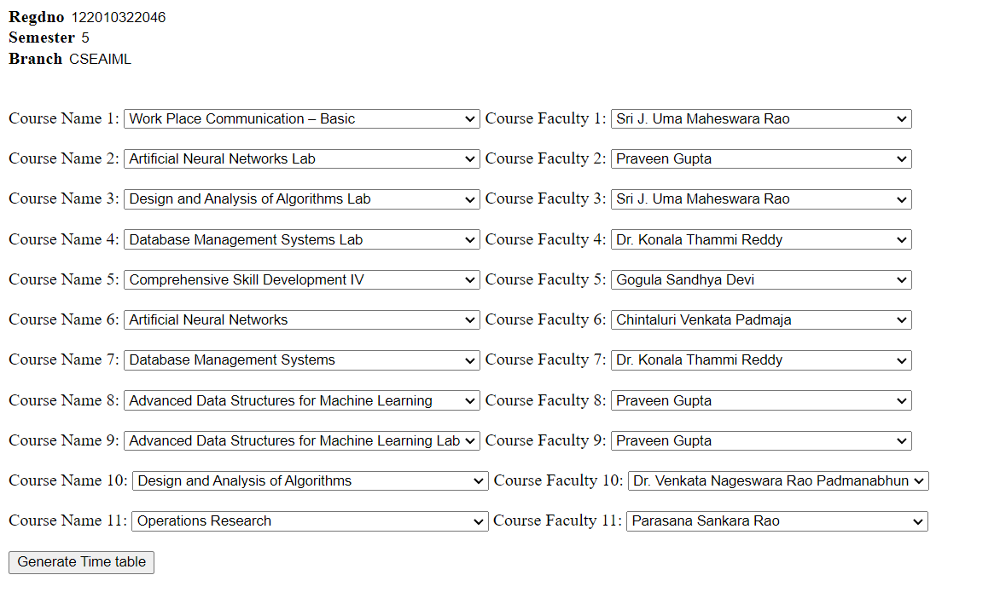 Regdno 122010322046
Semester 5
Branch CSEAIML
Course Name 1: Work Place Communication – Basic Course Faculty 1: Sri J. Uma Maheswara Rao
Course Name 2: Artificial Neural Networks Lab Course Faculty 2: Praveen Gupta
Course Name 3: Design and Analysis of Algorithms Lab Course Faculty 3: Sri J. Uma Maheswara Rao
Course Name 4: Database Management Systems Lab Course Faculty 4: Dr. Konala Thammi Reddy
Course Name 5: Comprehensive Skill Development IV Course Faculty 5: Gogula Sandhya Devi
Course Name 6: Artificial Neural Networks Course Faculty 6: Chintaluri Venkata Padmaja
Course Name 7: Database Management Systems Course Faculty 7: Dr. Konala Thammi Reddy
Course Name 8: Advanced Data Structures for Machine Learning Course Faculty 8: Praveen Gupta
Course Name 9: Advanced Data Structures for Machine Learning Lab Course Faculty 9: Praveen Gupta
Course Name 10: Design and Analysis of Algorithms Course Faculty 10: Dr. Venkata Nageswara Rao Padmanabhun
Course Name 11: Operations Research Course Faculty 11: Parasana Sankara Rao
Generate Time table